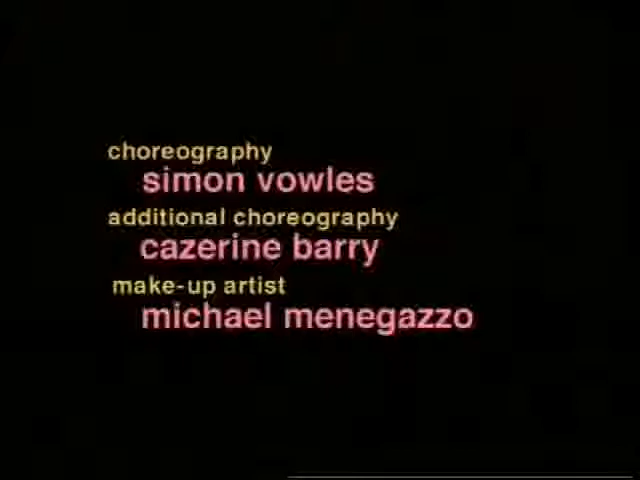 choreography
simon vowles
additional choreography
cazerine barry
make-up artist
michael menegazzo